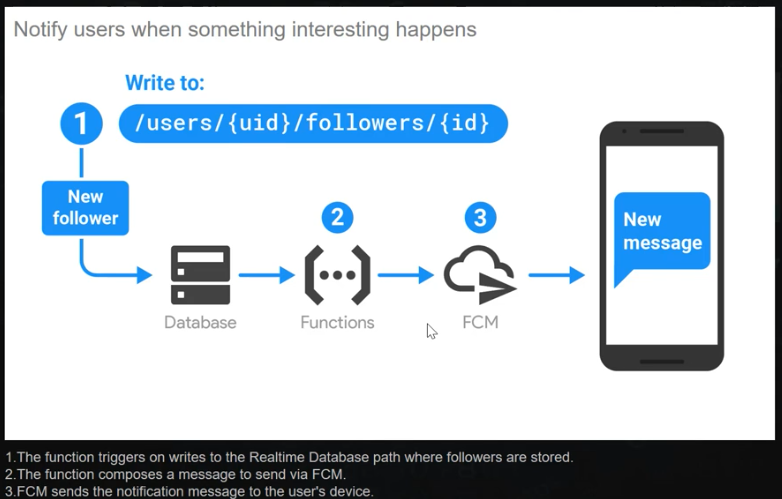 Notify users when something interesting happens
Write to:
1
/users/{uid}/followers/{id}
New
follower
2
3
New
message
Database
Functions
FCM
1.The function triggers on writes to the Realtime Database path where followers are stored.
2.The function composes a message to send via FCM.
3.FCM sends the notification message to the user's device.